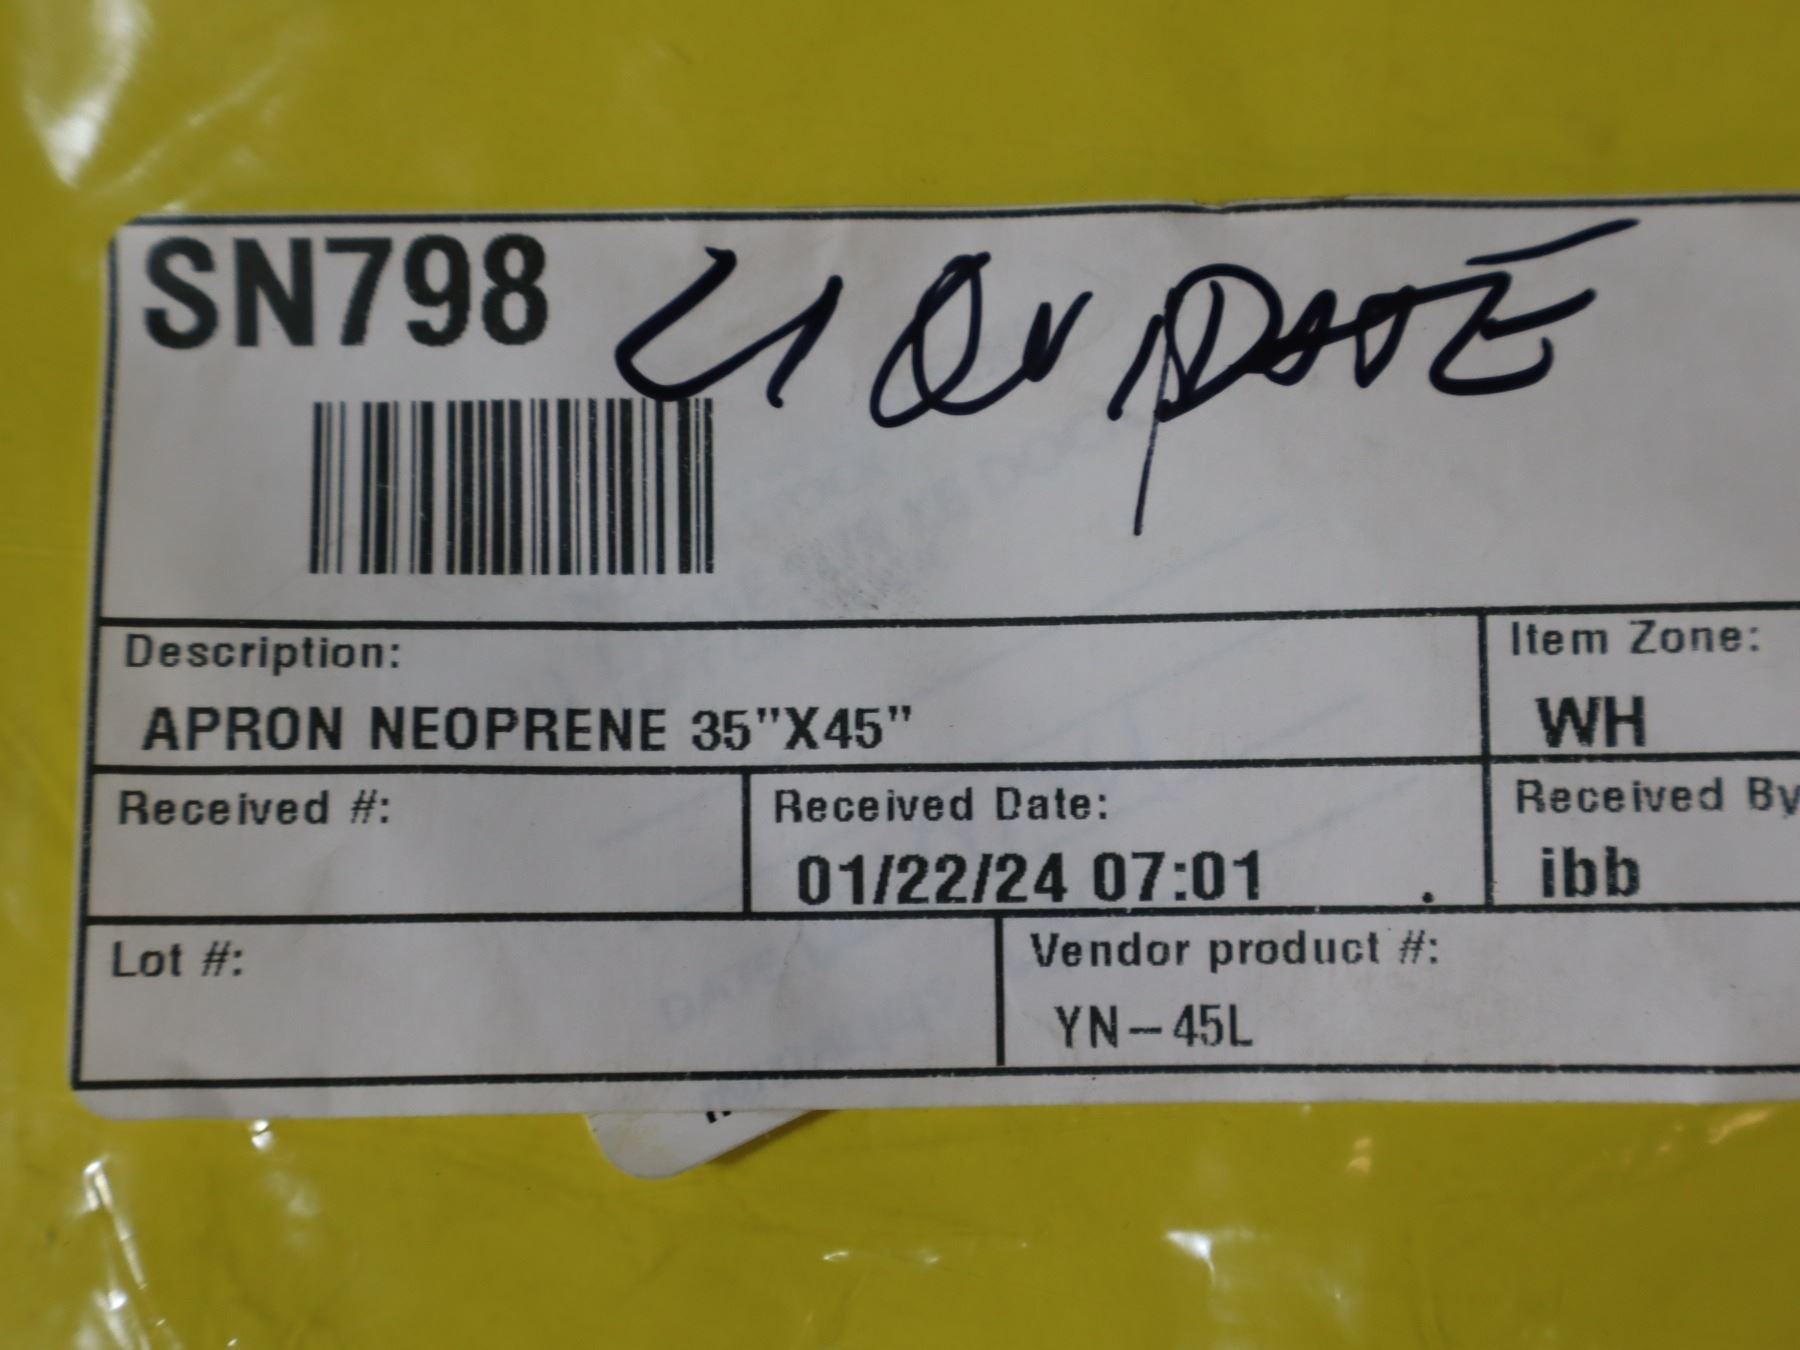 SN798 LIQUIDATE
Description:
APRON NEOPRENE 35"X45"
Item Zone:
WH
Received #:
Received Date:
01/22/24 07:01 .
Received By
ibb
Lot #:
Vendor product #:
YN-45L